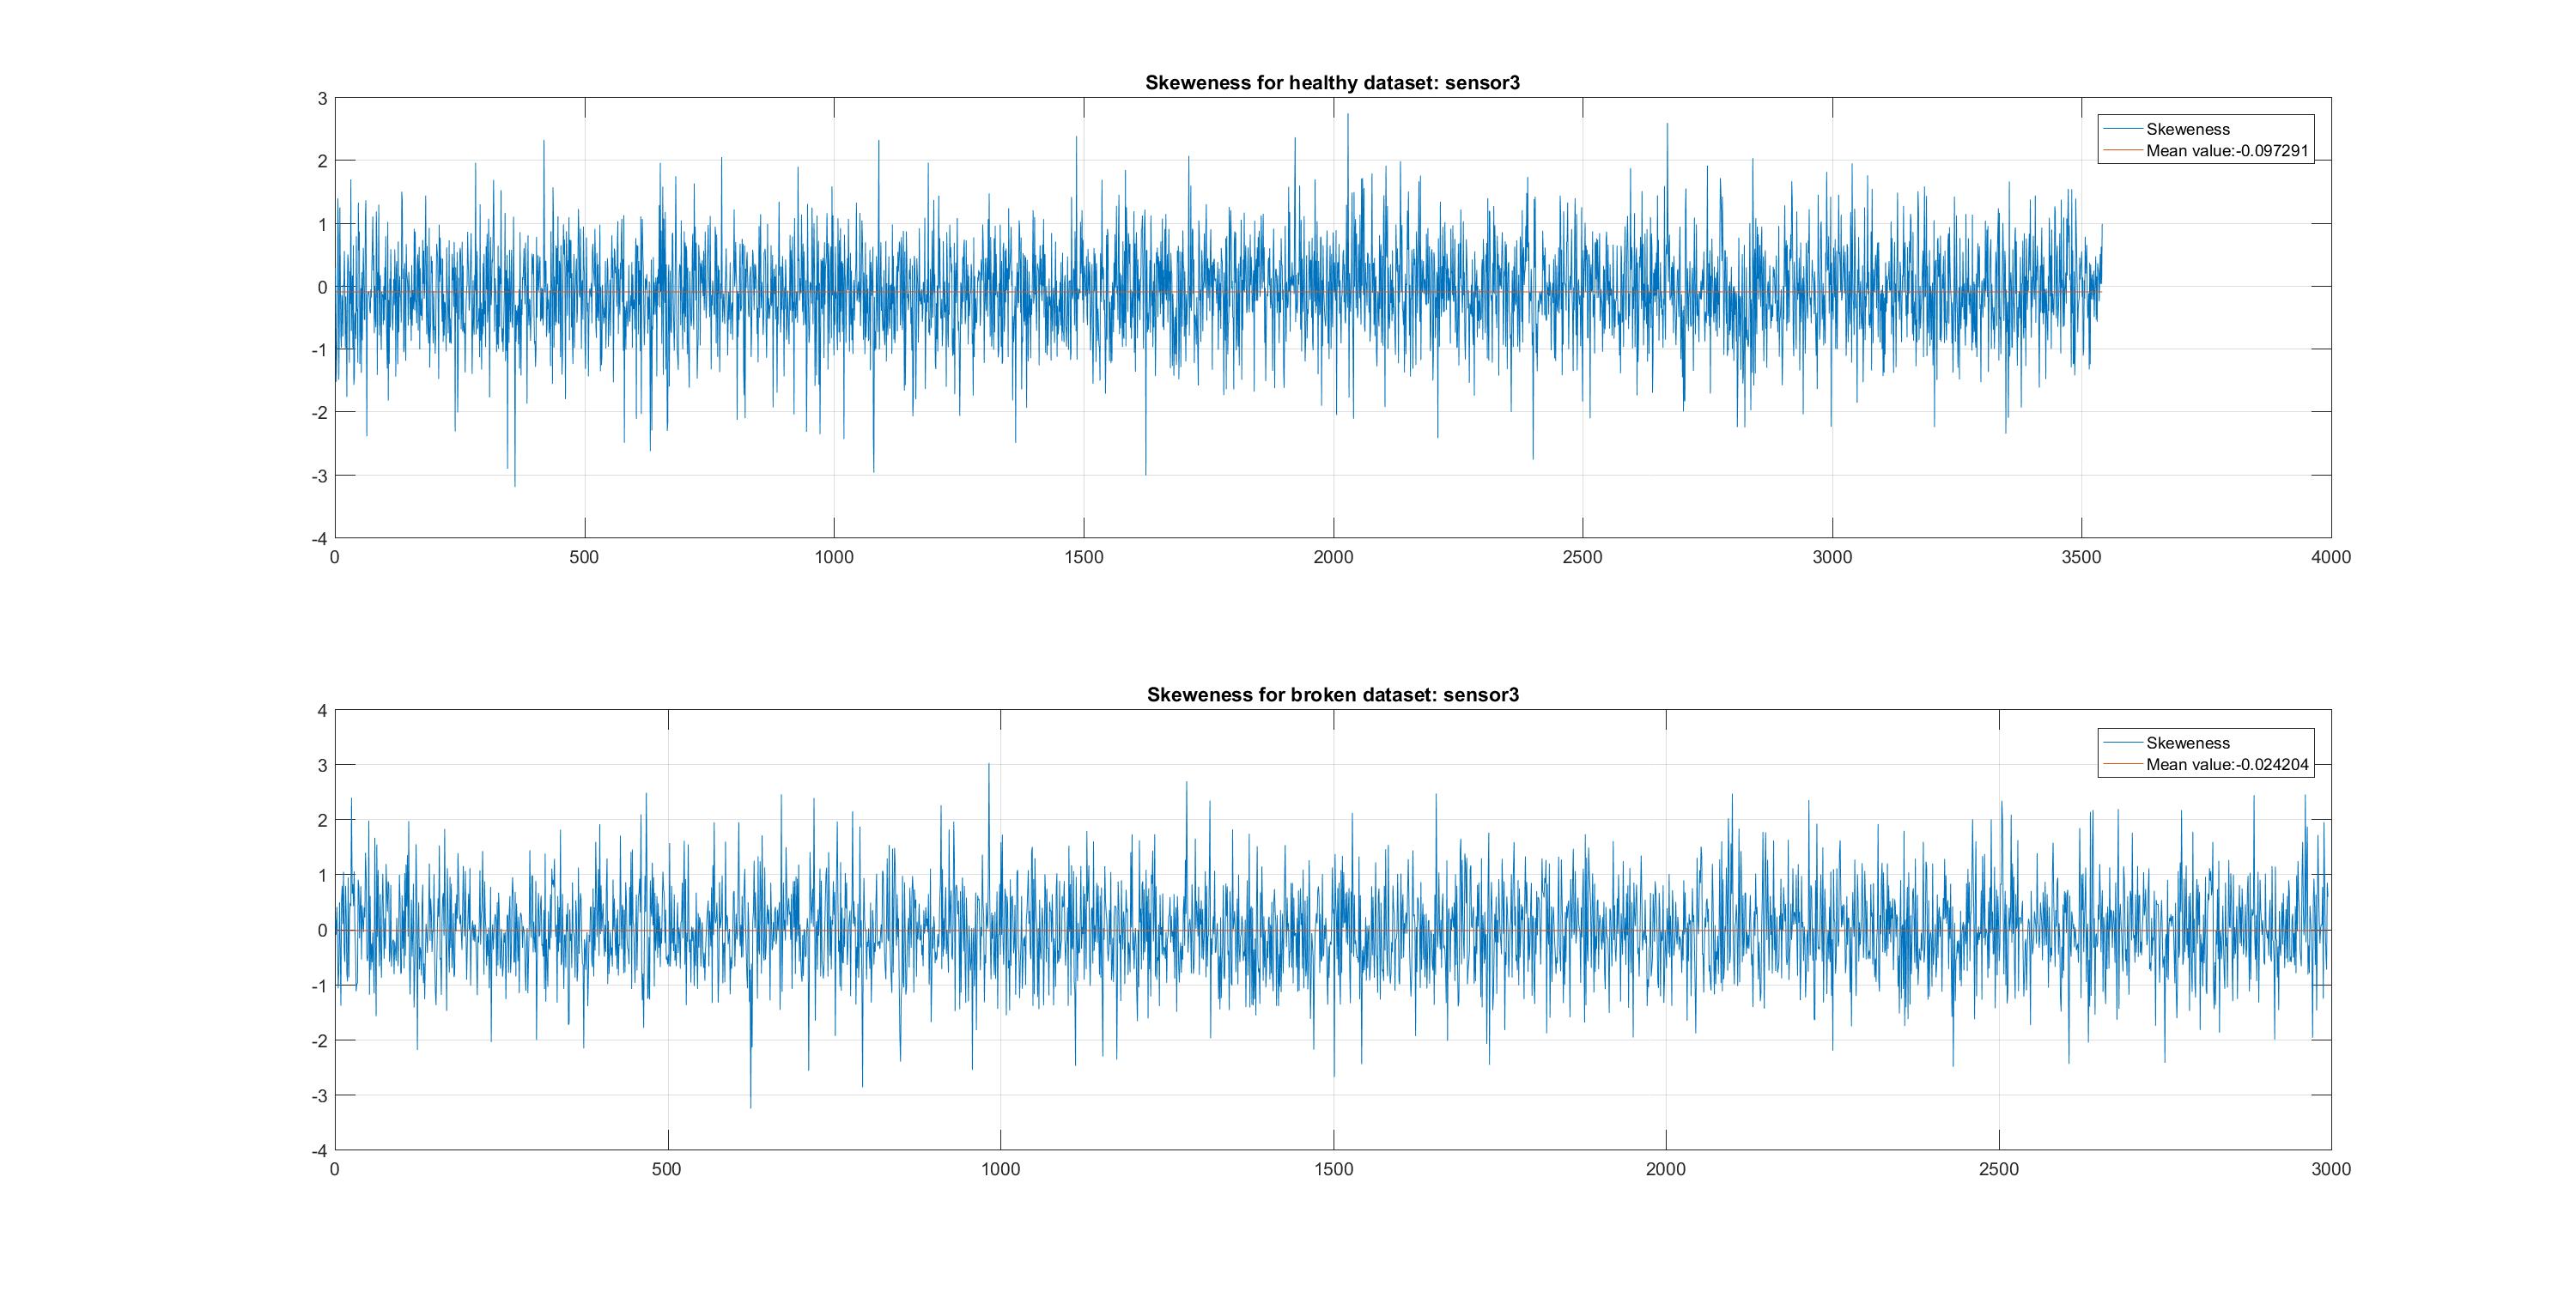 Skeweness for healthy dataset: sensor3
3
2
1
0
-1
-2
-3
-4
Skeweness
Mean value:-0.097291
0 500 1000 1500 2000 2500 3000 3500 4000
Skeweness for broken dataset: sensor3
4
3
2
1
0
-1
-2
-3
-4
Skeweness
Mean value:-0.024204
0 500 1000 1500 2000 2500 3000